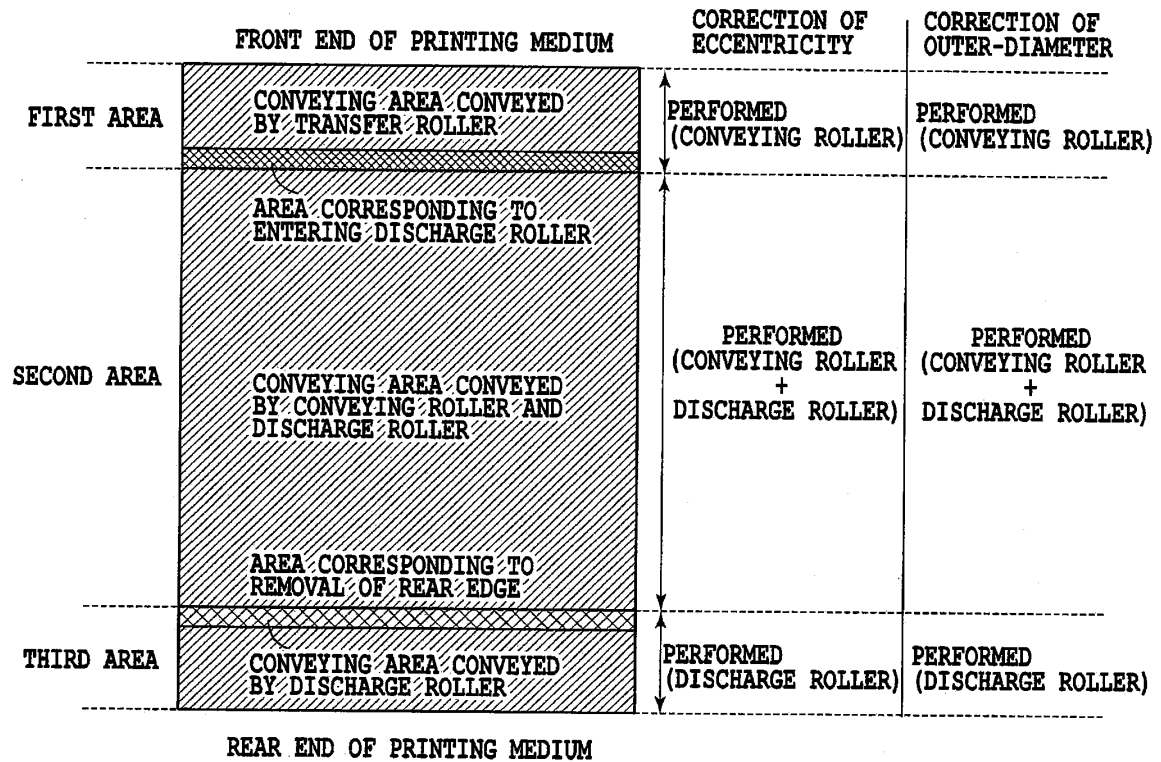 FRONT END OF PRINTING MEDIUM
CORRECTION OF
ECCENTRICITY
CORRECTION OF
OUTER-DIAMETER
FIRST AREA
CONVEYING AREA CONVEYED
BY TRANSFER ROLLER
PERFORMED
(CONVEYING ROLLER)
PERFORMED
(CONVEYING ROLLER)
AREA CORRESPONDING TO
ENTERING DISCHARGE ROLLER
SECOND AREA
CONVEYING AREA CONVEYED
BY CONVEYING ROLLER AND
DISCHARGE ROLLER
PERFORMED
(CONVEYING ROLLER
+
DISCHARGE ROLLER)
PERFORMED
(CONVEYING ROLLER
+
DISCHARGE ROLLER)
AREA CORRESPONDING TO
REMOVAL OF REAR EDGE
THIRD AREA
CONVEYING AREA CONVEYED
BY DISCHARGE ROLLER
PERFORMED
(DISCHARGE ROLLER)
PERFORMED
(DISCHARGE ROLLER)
REAR END OF PRINTING MEDIUM